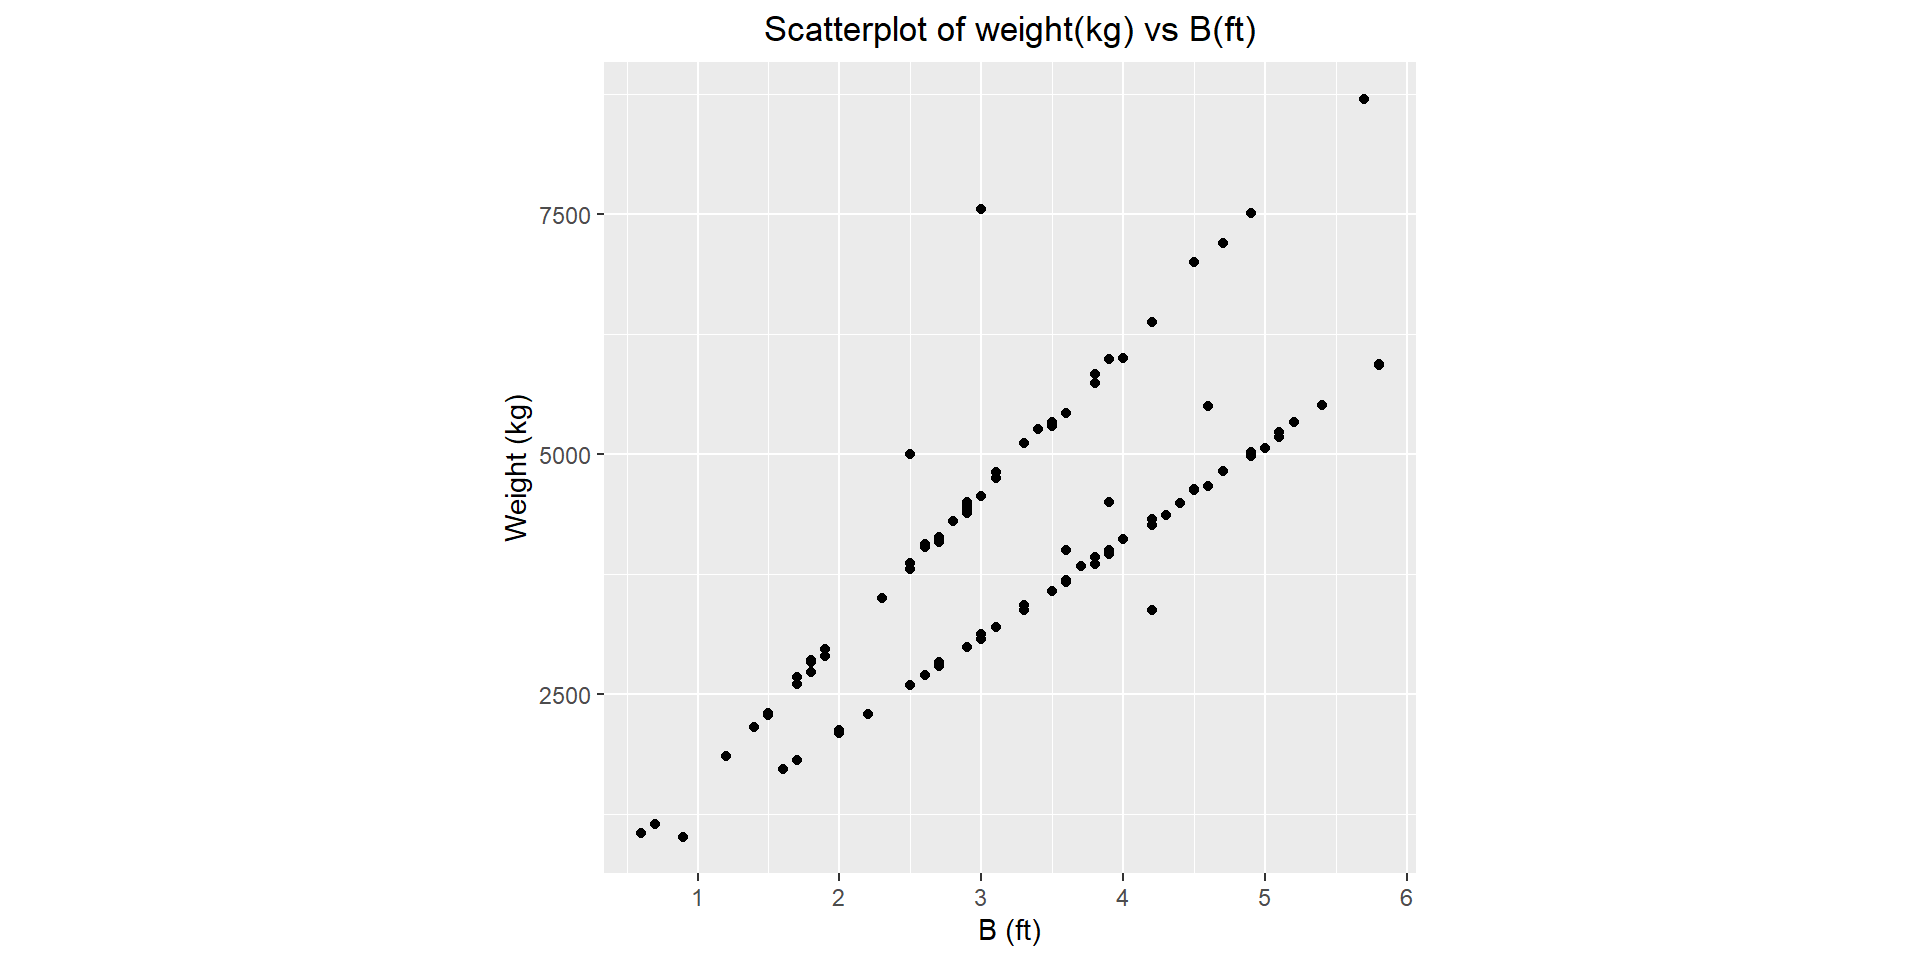 Scatterplot of weight(kg) vs B(ft)
Weight (kg)
7500
5000
2500
1 2 3 4 5 6
B (ft)